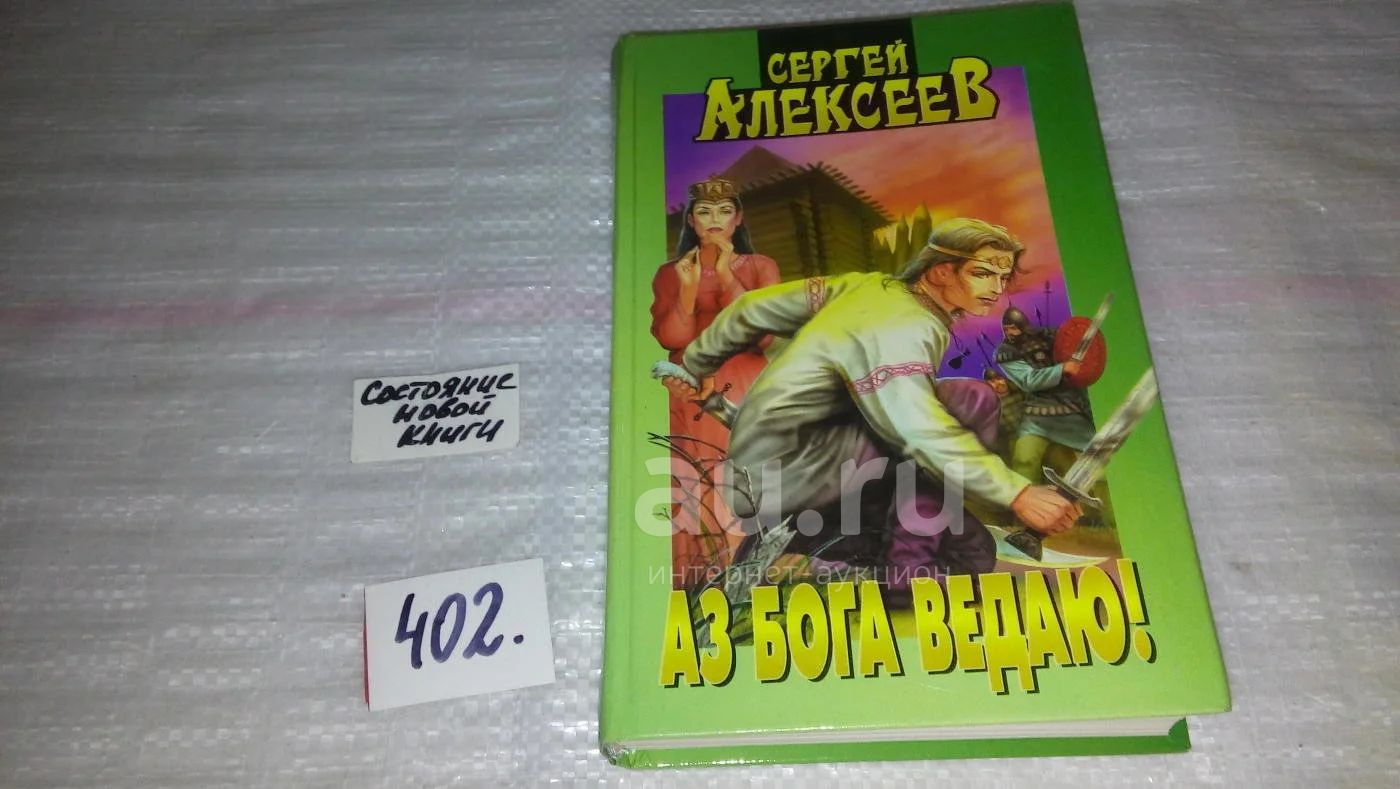 СЕРГЕЙ
АЛЕКСЕЕВ
Состояние
новой
книги
402.
au.ru
интернет-аукцион
АЗ БОГА ВЕДАЮ!